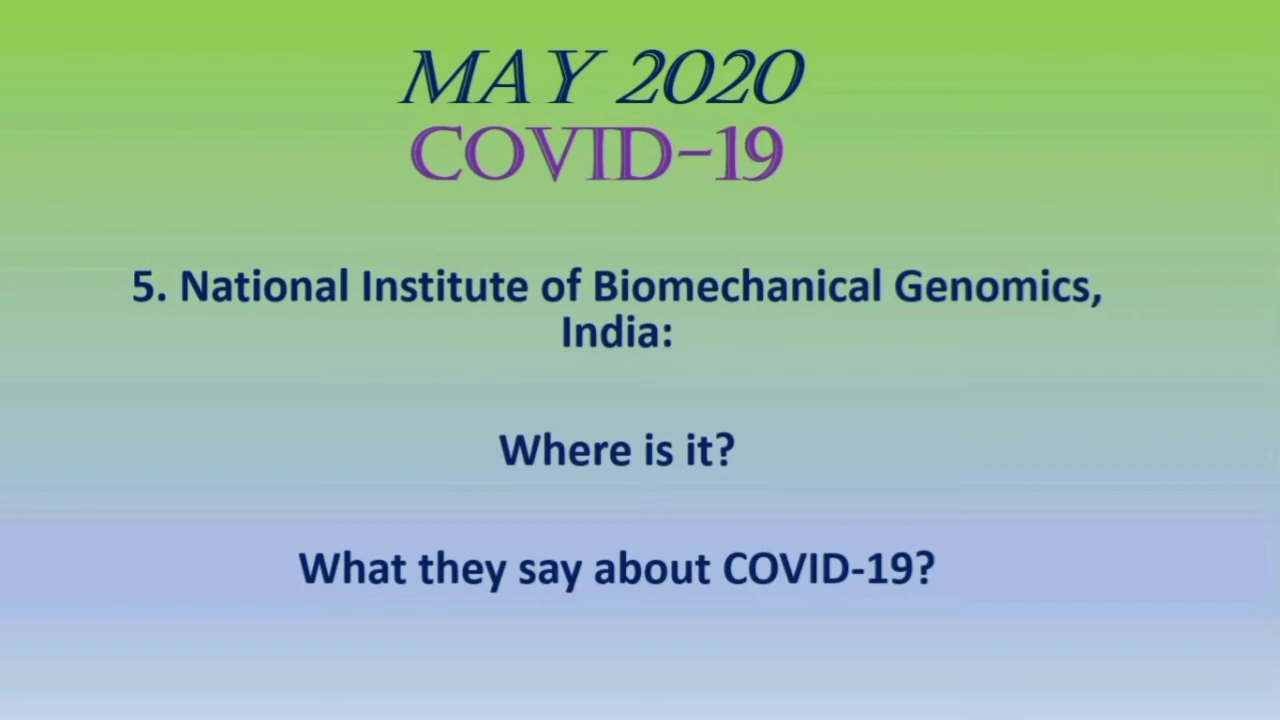 MAY 2020
COVID-19
5. National Institute of Biomechanical Genomics,
India:
Where is it?
What they say about COVID-19?